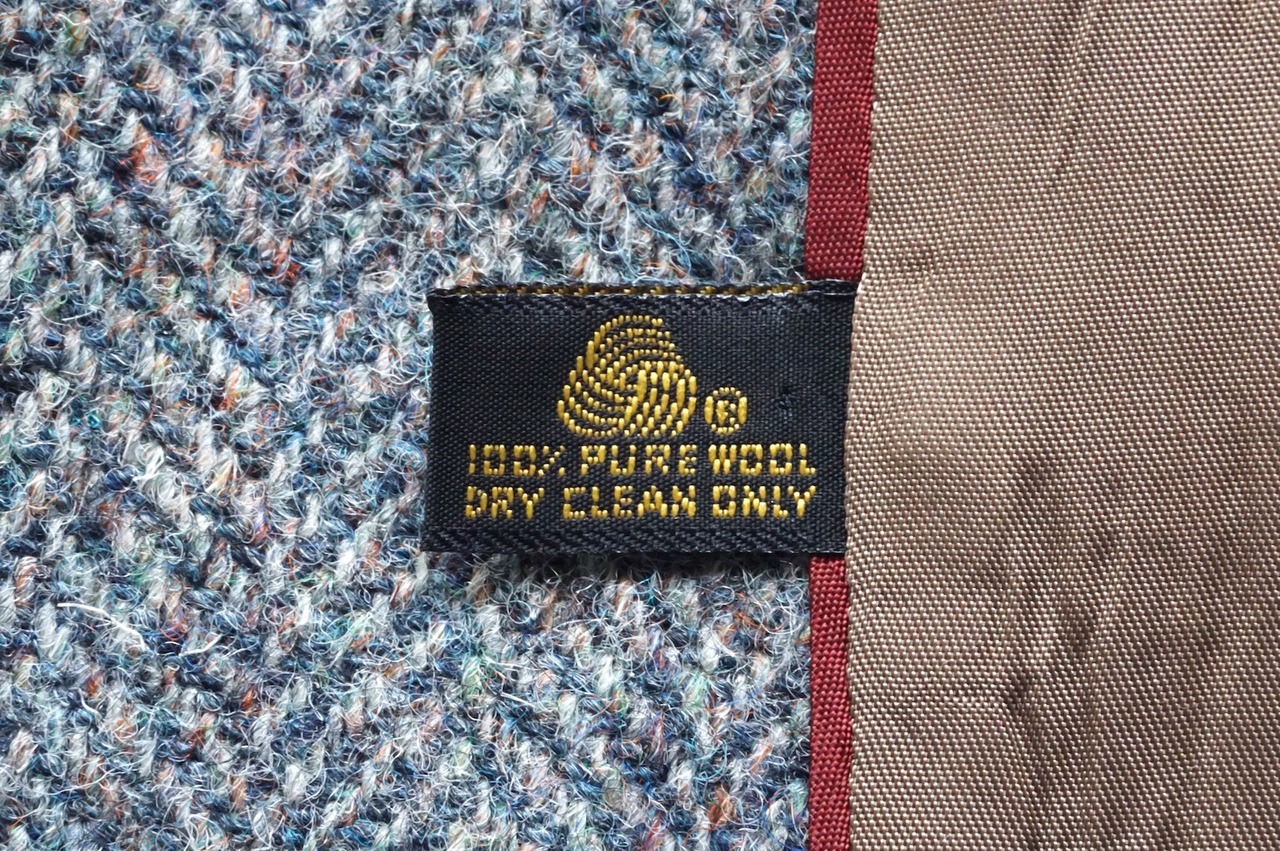 ®
100% PURE WOOL
DRY CLEAN ONLY